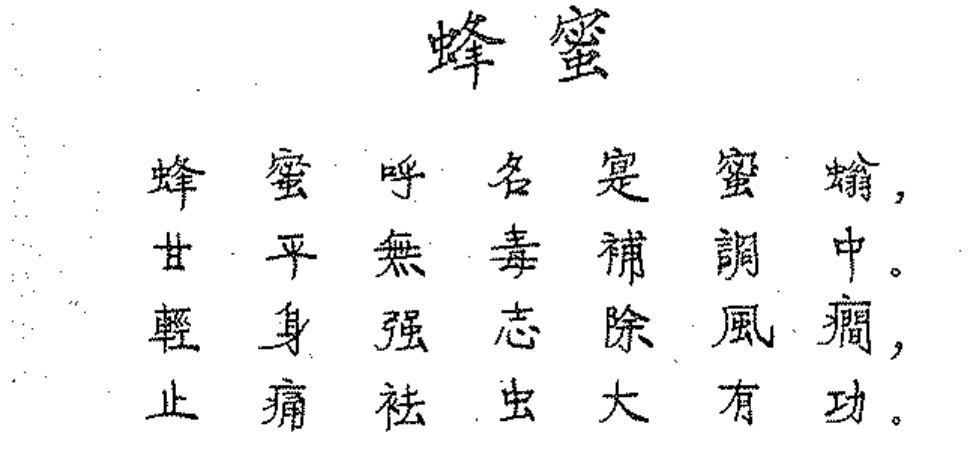 蜂蜜
蜂蜜呼名寔蜜螉，
甘平無毒補調中。
輕身强志除風癇，
止痛袪虫大有功。